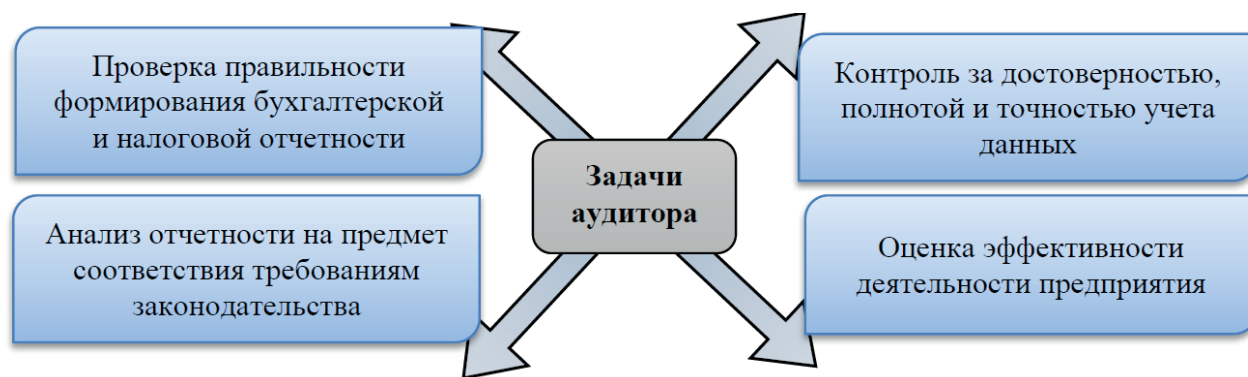 Проверка правильности
формирования бухгалтерской
и налоговой отчетности
Контроль за достоверностью,
полнотой и точностью учета
данных
Задачи
аудитора
Анализ отчетности на предмет
соответствия требованиям
законодательства
Оценка эффективности
деятельности предприятия